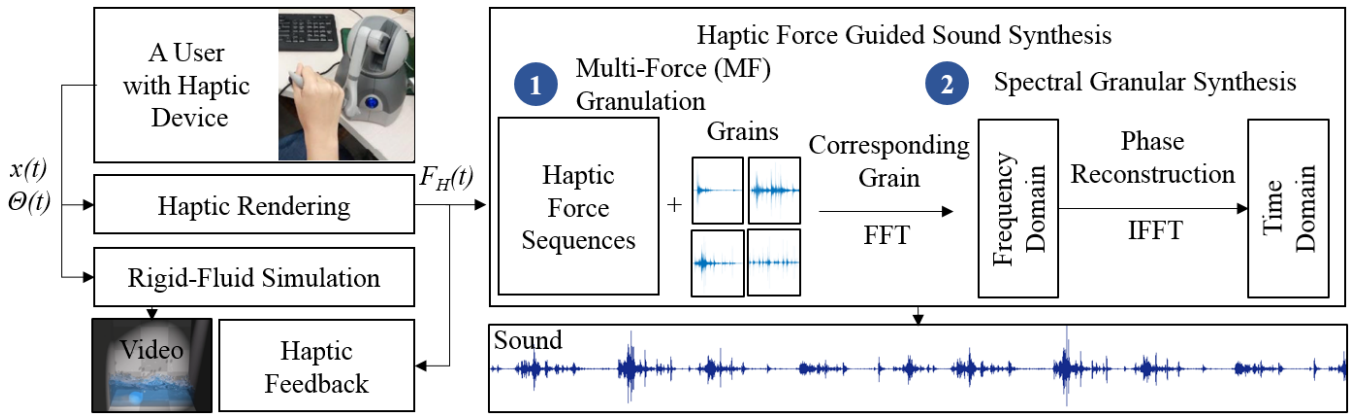 A User
with Haptic
Device
x(t)
Θ(t)
Haptic Rendering
F_H(t)
Rigid-Fluid Simulation
Video
Haptic
Feedback
Haptic Force Guided Sound Synthesis
1
Multi-Force (MF)
Granulation
2
Spectral Granular Synthesis
Haptic
Force
Sequences
+
Grains
Corresponding
Grain
FFT
Frequency
Domain
Phase
Reconstruction
IFFT
Time
Domain
Sound